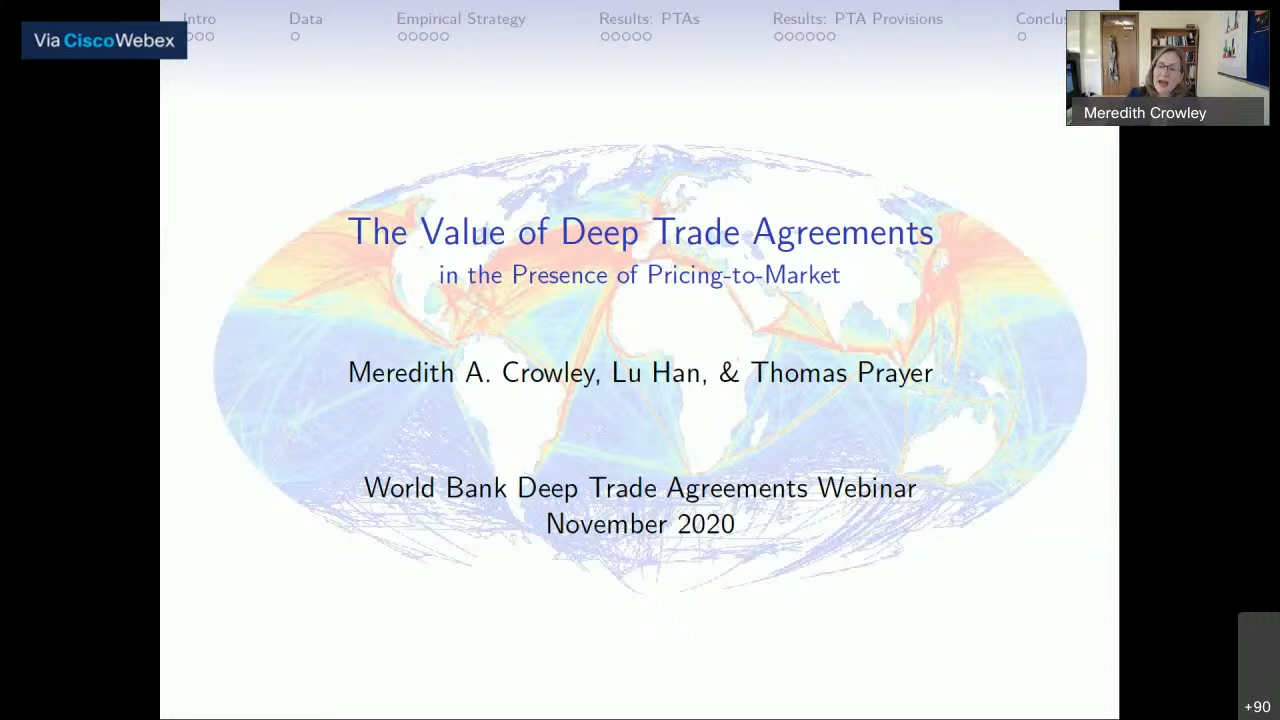 Intro
Data
Empirical Strategy
Results: PTAs
Results: PTA Provisions
Conclus
Via CiscoWebex
Meredith Crowley
The Value of Deep Trade Agreements
in the Presence of Pricing-to-Market
Meredith A. Crowley, Lu Han, & Thomas Prayer
World Bank Deep Trade Agreements Webinar
November 2020
+90